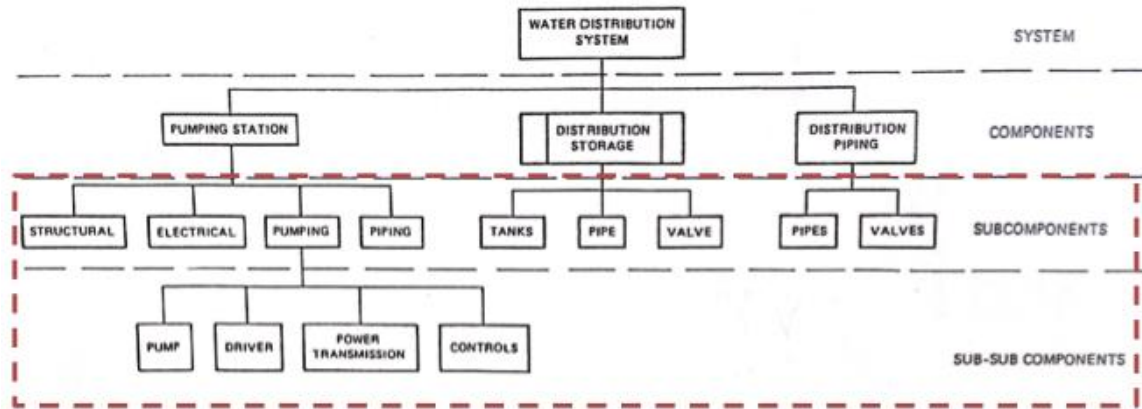 WATER DISTRIBUTION
SYSTEM
SYSTEM
PUMPING STATION
DISTRIBUTION
STORAGE
DISTRIBUTION
PIPING
COMPONENTS
STRUCTURAL
ELECTRICAL
PUMPING
PIPING
TANKS
PIPE
VALVE
PIPES
VALVES
SUBCOMPONENTS
PUMP
DRIVER
POWER
TRANSMISSION
CONTROLS
SUB-SUB COMPONENTS